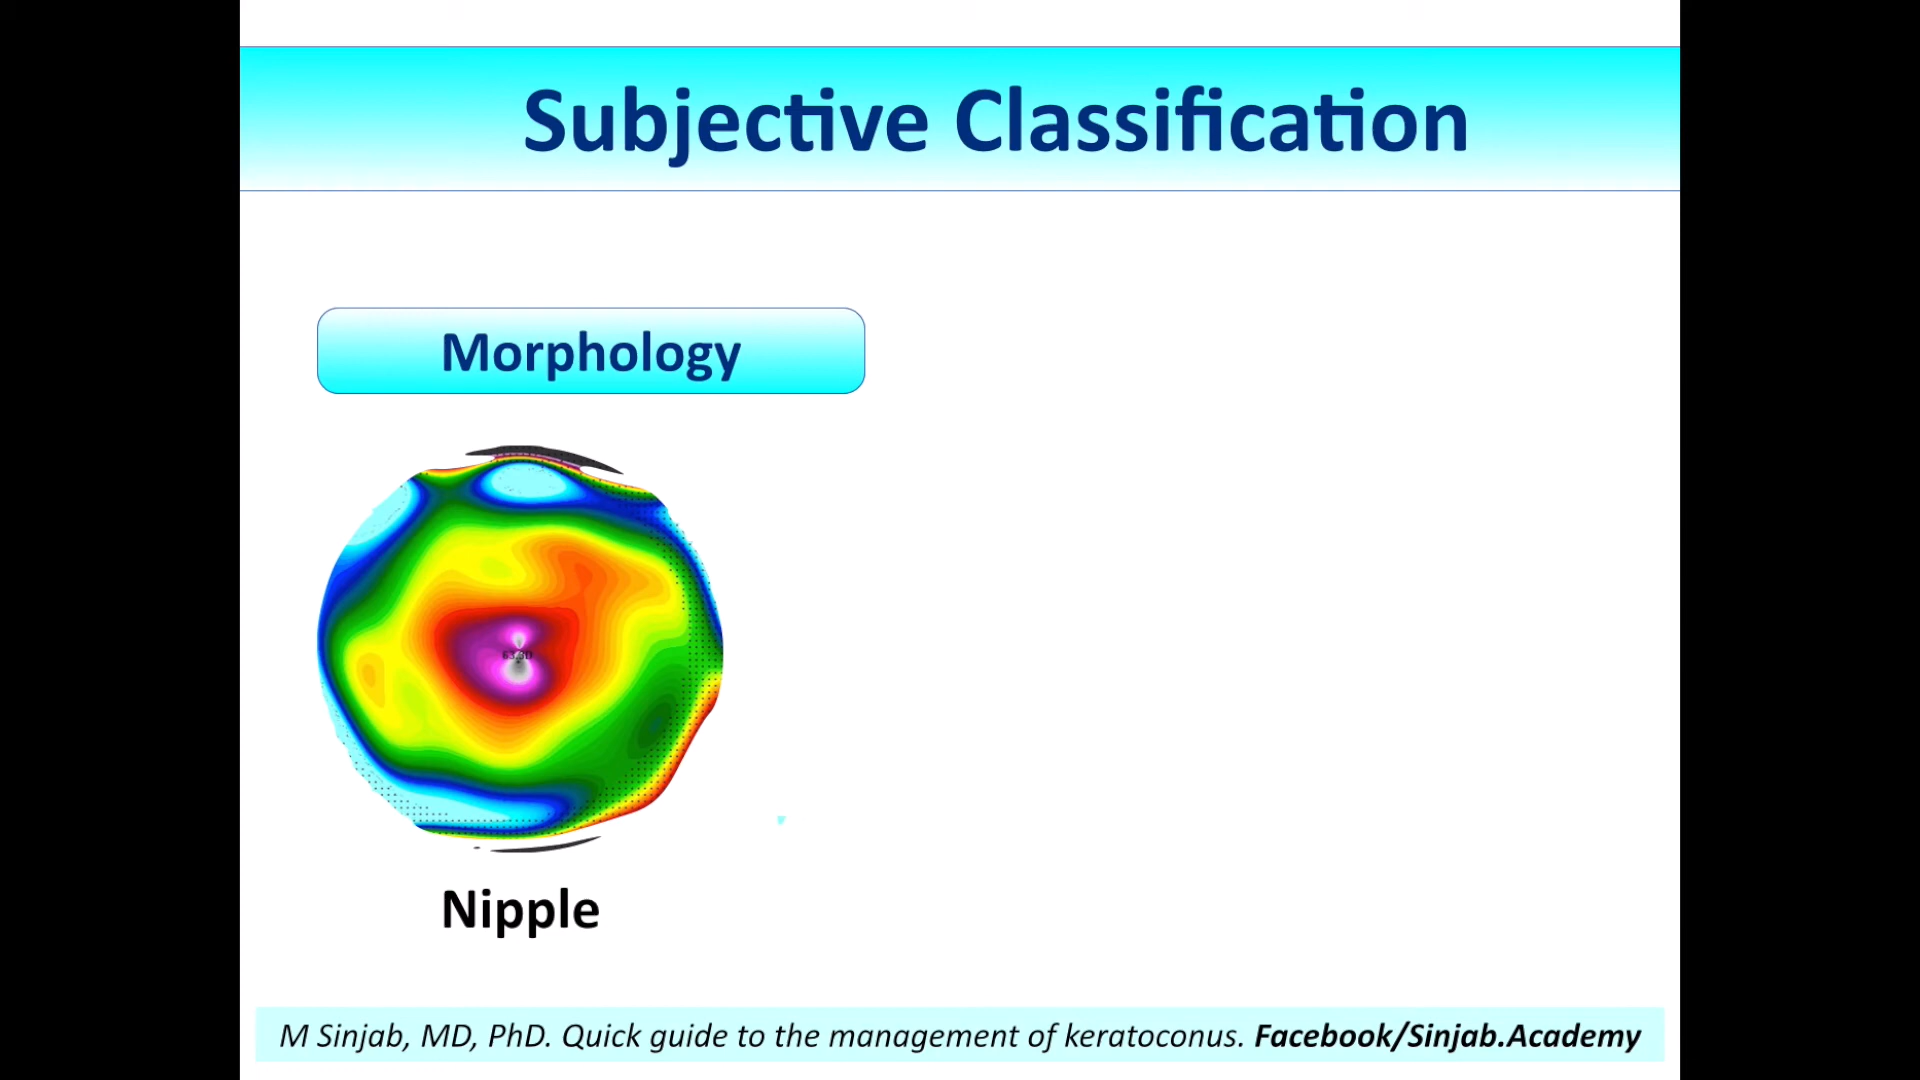 Subjective Classification
Morphology
Nipple
M Sinjab, MD, PhD. Quick guide to the management of keratoconus. Facebook/Sinjab.Academy